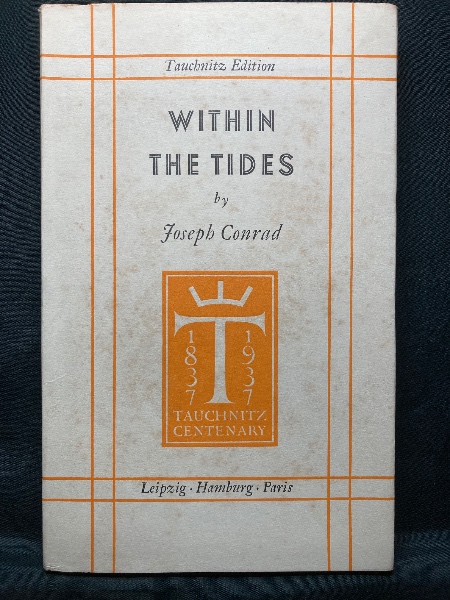 Tauchnitz Edition
WITHIN
THE TIDES
by
Joseph Conrad
T
1837 1937
TAUCHNITZ
CENTENARY
Leipzig · Hamburg · Paris